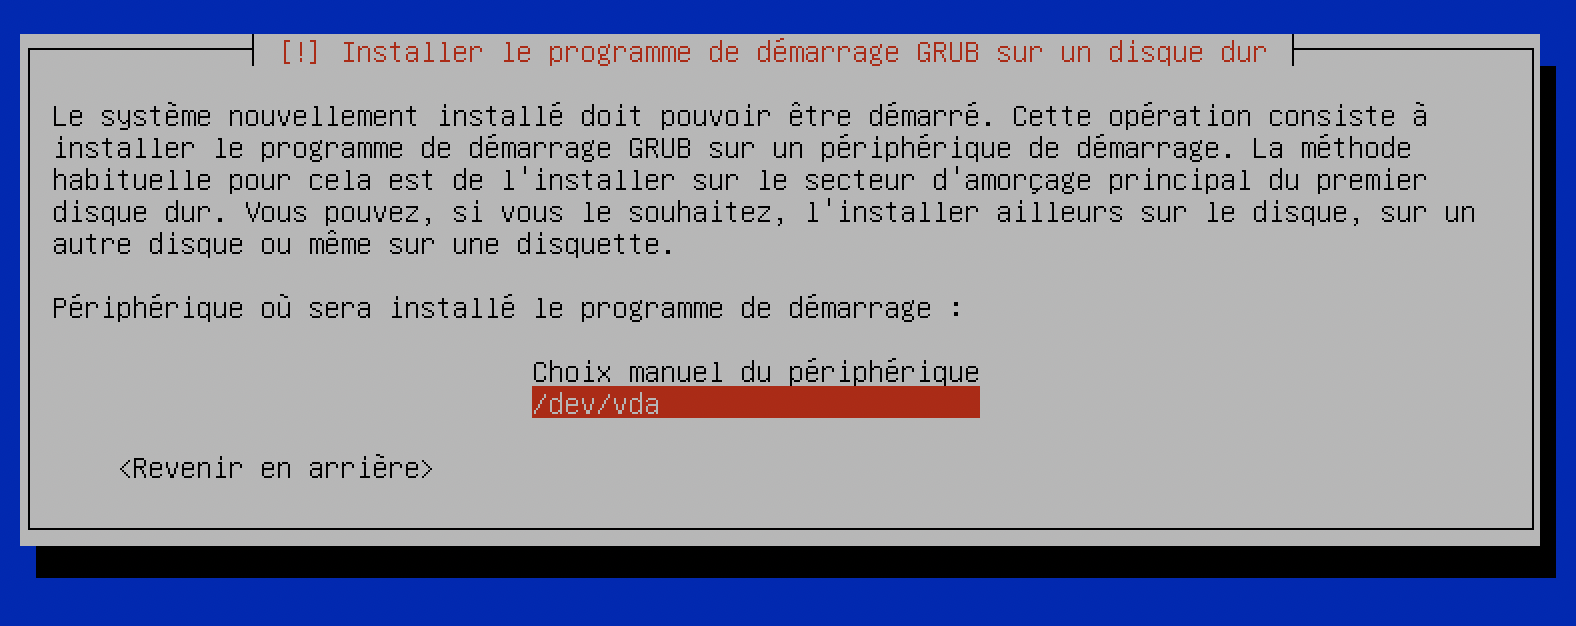 [!] Installer le programme de démarrage GRUB sur un disque dur
Le système nouvellement installé doit pouvoir être démarré. Cette opération consiste à
installer le programme de démarrage GRUB sur un périphérique de démarrage. La méthode
habituelle pour cela est de l'installer sur le secteur d'amorçage principal du premier
disque dur. Vous pouvez, si vous le souhaitez, l'installer ailleurs sur le disque, sur un
autre disque ou même sur une disquette.
Périphérique où sera installé le programme de démarrage :
Choix manuel du périphérique
/dev/vda
<Revenir en arrière>